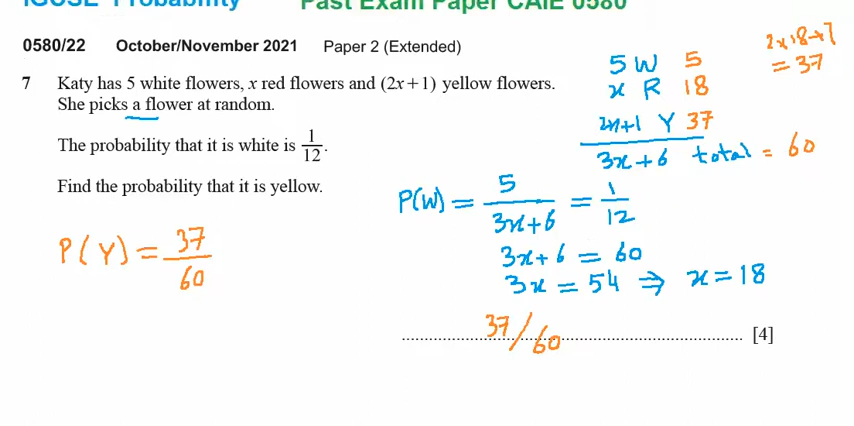 IGCSE Probability Past Exam Paper CAIE 0580
0580/22 October/November 2021 Paper 2 (Extended)
7 Katy has 5 white flowers, x red flowers and (2x+1) yellow flowers.
She picks a flower at random.
The probability that it is white is 1/12.
Find the probability that it is yellow.
P(Y) = 37/60
5 W 5
x R 18
2x+1 Y 37
3x+6 total = 60
= 37
P(W) = 5/(3x+6) = 1/12
3x+6 = 60
3x = 54 ⇒ x = 18
37/60
[4]